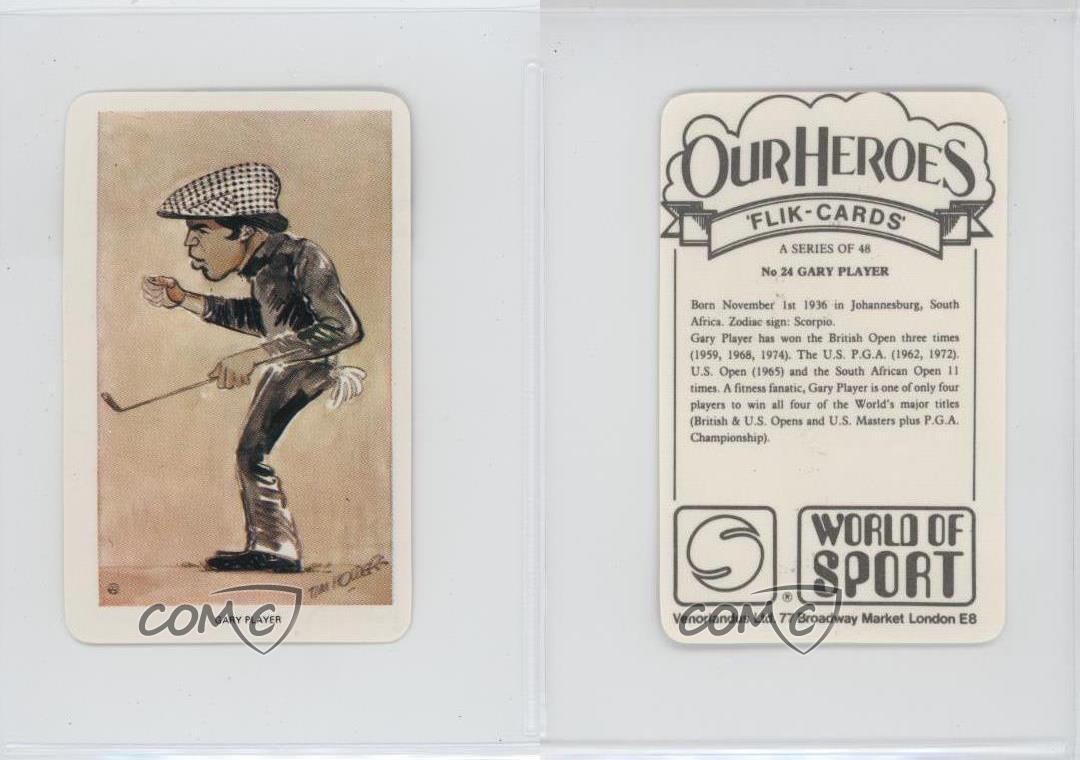 TIM HOLDER
GARY PLAYER
COMC
OUR HEROES
'FLIK-CARDS'
A SERIES OF 48
No 24 GARY PLAYER
Born November 1st 1936 in Johannesburg, South
Africa. Zodiac sign: Scorpio.
Gary Player has won the British Open three times
(1959, 1968, 1974). The U.S. P.G.A. (1962, 1972).
U.S. Open (1965) and the South African Open 11
times. A fitness fanatic, Gary Player is one of only four
players to win all four of the World's major titles
(British & U.S. Opens and U.S. Masters plus P.G.A.
Championship).
WORLD OF
SPORT
®
Venorlandus Ltd. 77 Broadway Market London E8
COMC